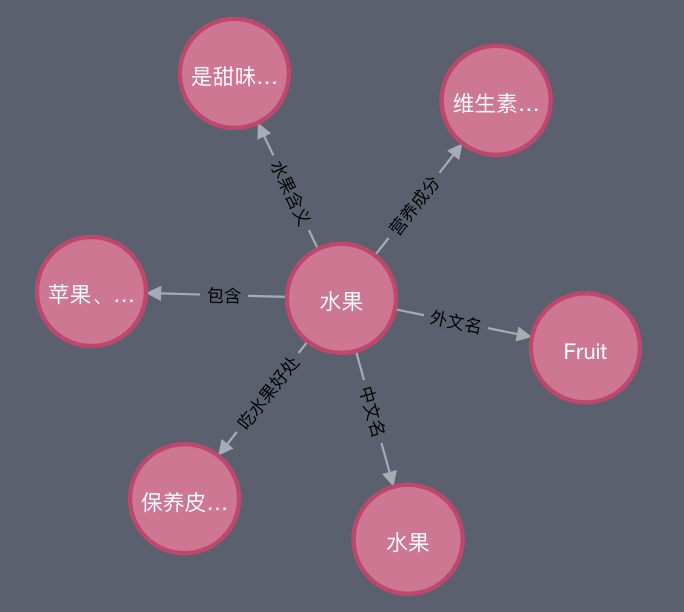 是甜味…
维生素…
水果含义
营养成分
苹果、…
包含
水果
外文名
Fruit
吃水果好处
中文名
保养皮…
水果